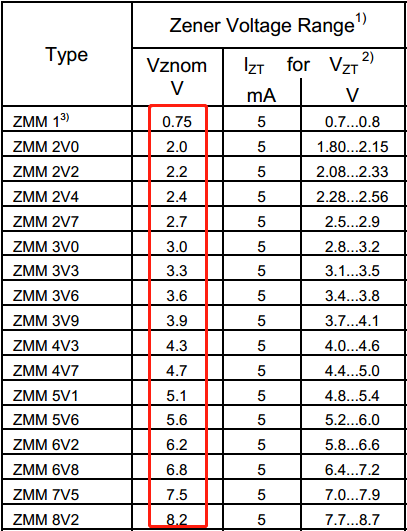 Type Zener Voltage Range1)
Vznom IZT for VZT 2)
V mA V
ZMM 13) 0.75 5 0.7...0.8
ZMM 2V0 2.0 5 1.80...2.15
ZMM 2V2 2.2 5 2.08...2.33
ZMM 2V4 2.4 5 2.28...2.56
ZMM 2V7 2.7 5 2.5...2.9
ZMM 3V0 3.0 5 2.8...3.2
ZMM 3V3 3.3 5 3.1...3.5
ZMM 3V6 3.6 5 3.4...3.8
ZMM 3V9 3.9 5 3.7...4.1
ZMM 4V3 4.3 5 4.0...4.6
ZMM 4V7 4.7 5 4.4...5.0
ZMM 5V1 5.1 5 4.8...5.4
ZMM 5V6 5.6 5 5.2...6.0
ZMM 6V2 6.2 5 5.8...6.6
ZMM 6V8 6.8 5 6.4...7.2
ZMM 7V5 7.5 5 7.0...7.9
ZMM 8V2 8.2 5 7.7...8.7